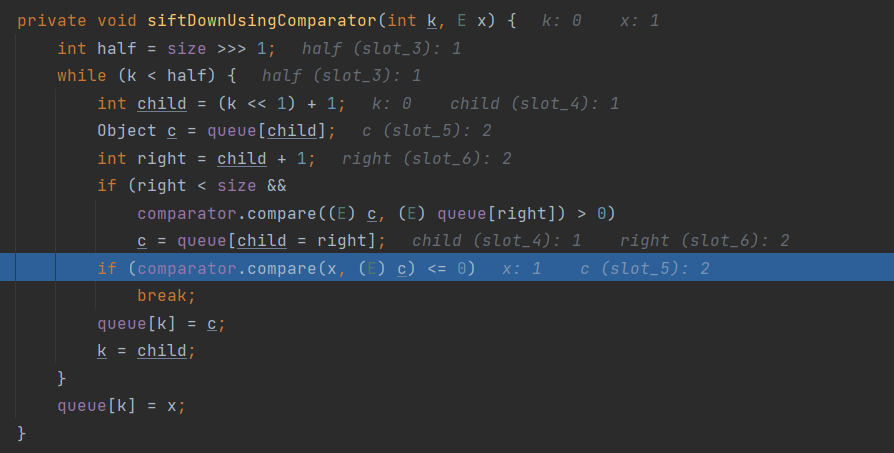 private void siftDownUsingComparator(int k, E x) {  k: 0    x: 1
    int half = size >>> 1;  half (slot_3): 1
    while (k < half) {  half (slot_3): 1
        int child = (k << 1) + 1;  k: 0    child (slot_4): 1
        Object c = queue[child];  c (slot_5): 2
        int right = child + 1;  right (slot_6): 2
        if (right < size &&
            comparator.compare((E) c, (E) queue[right]) > 0)
            c = queue[child = right];  child (slot_4): 1    right (slot_6): 2
        if (comparator.compare(x, (E) c) <= 0)  x: 1    c (slot_5): 2
            break;
        queue[k] = c;
        k = child;
    }
    queue[k] = x;
}